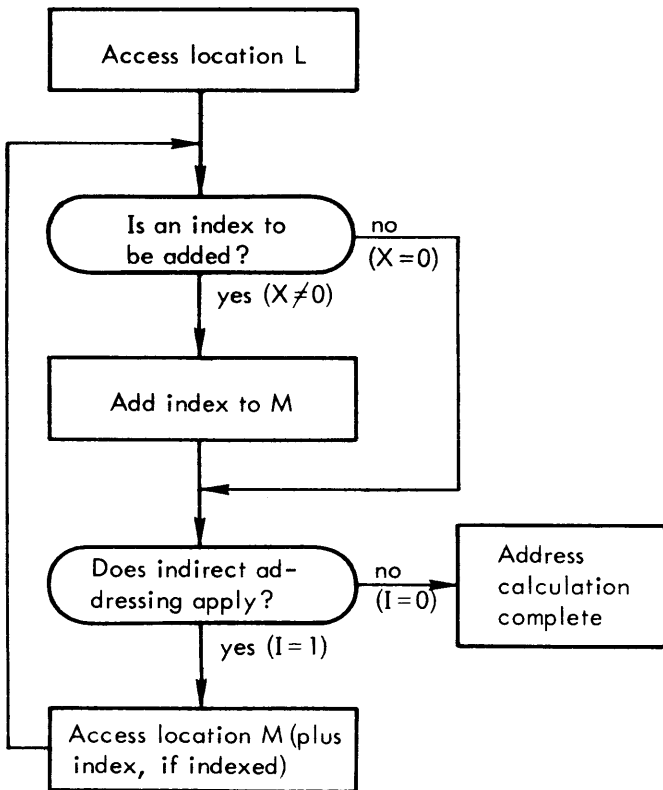 Access location L
Is an index to
be added?
no
(X=0)
yes (X≠0)
Add index to M
Does indirect ad-
dressing apply?
no
(I=0)
Address
calculation
complete
yes (I=1)
Access location M (plus
index, if indexed)